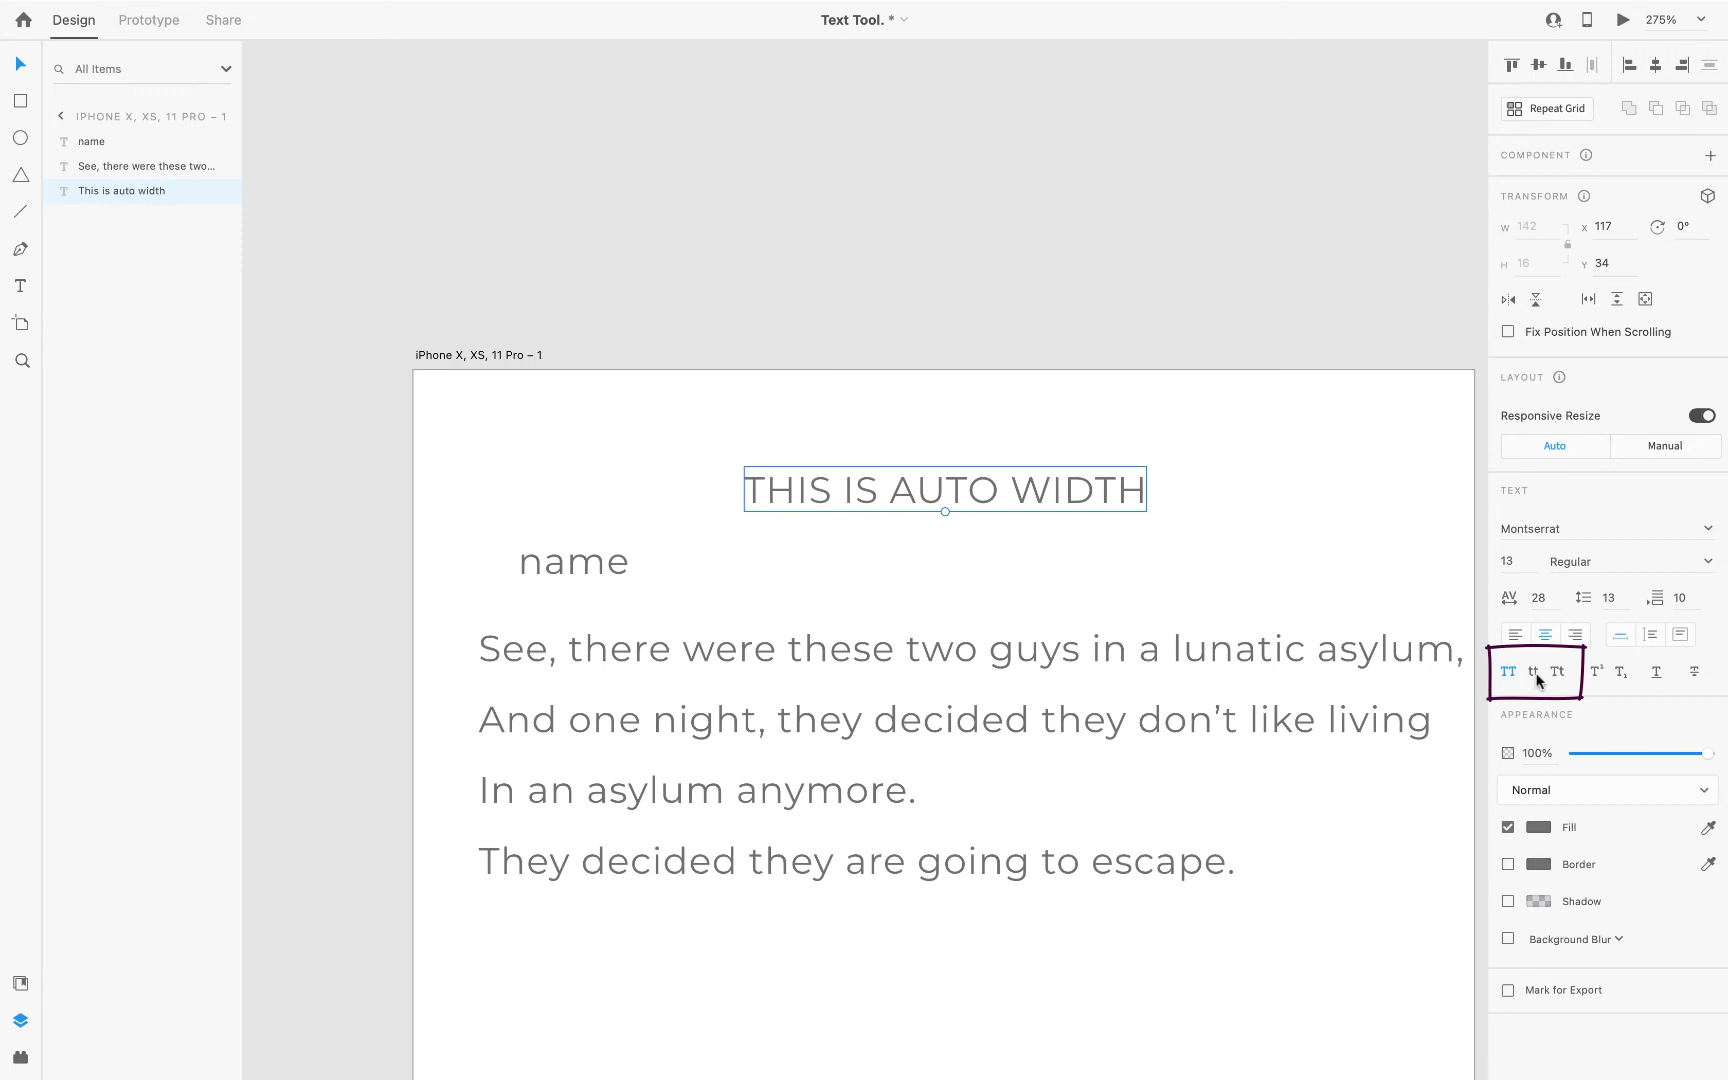 Design
Prototype
Share
Text Tool. *
275%
All Items
IPHONE X, XS, 11 PRO – 1
name
See, there were these two...
This is auto width
iPhone X, XS, 11 Pro – 1
THIS IS AUTO WIDTH
name
See, there were these two guys in a lunatic asylum,
And one night, they decided they don’t like living
In an asylum anymore.
They decided they are going to escape.
Repeat Grid
COMPONENT
TRANSFORM
W 142 X 117 0°
H 16 Y 34
Fix Position When Scrolling
LAYOUT
Responsive Resize
Auto Manual
TEXT
Montserrat
13 Regular
AV 28 13 10
TT tt Tt T¹ T₁ T T
APPEARANCE
100%
Normal
Fill
Border
Shadow
Background Blur
Mark for Export